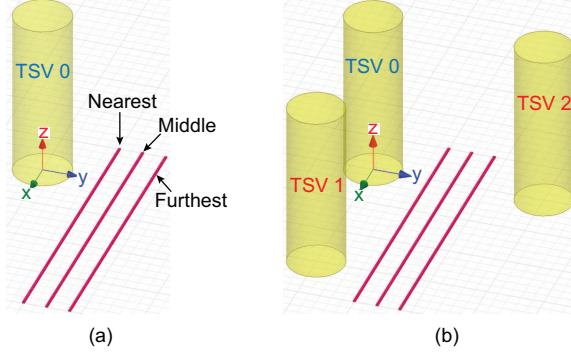 TSV 0
Nearest
Middle
Furthest
z
y
x
(a)
TSV 0
TSV 2
TSV 1
z
y
x
(b)